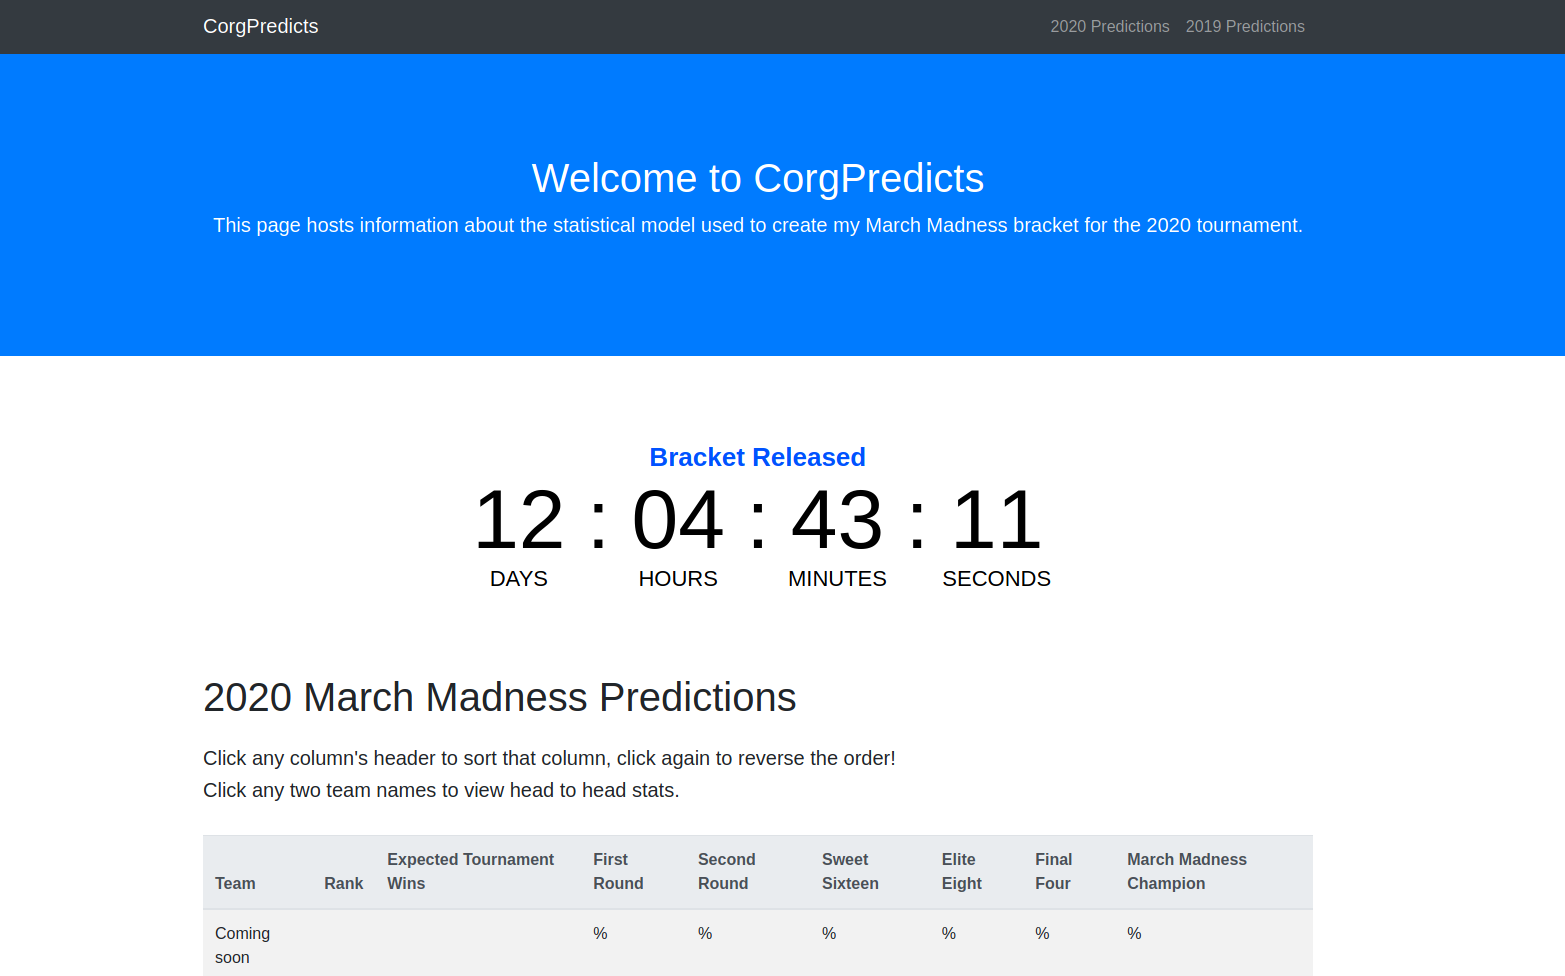 CorgPredicts 2020 Predictions 2019 Predictions
Welcome to CorgPredicts
This page hosts information about the statistical model used to create my March Madness bracket for the 2020 tournament.
Bracket Released
12 : 04 : 43 : 11
DAYS HOURS MINUTES SECONDS
2020 March Madness Predictions
Click any column's header to sort that column, click again to reverse the order!
Click any two team names to view head to head stats.
Team Rank Expected Tournament Wins First Round Second Round Sweet Sixteen Elite Eight Final Four March Madness Champion
Coming soon % % % % % %